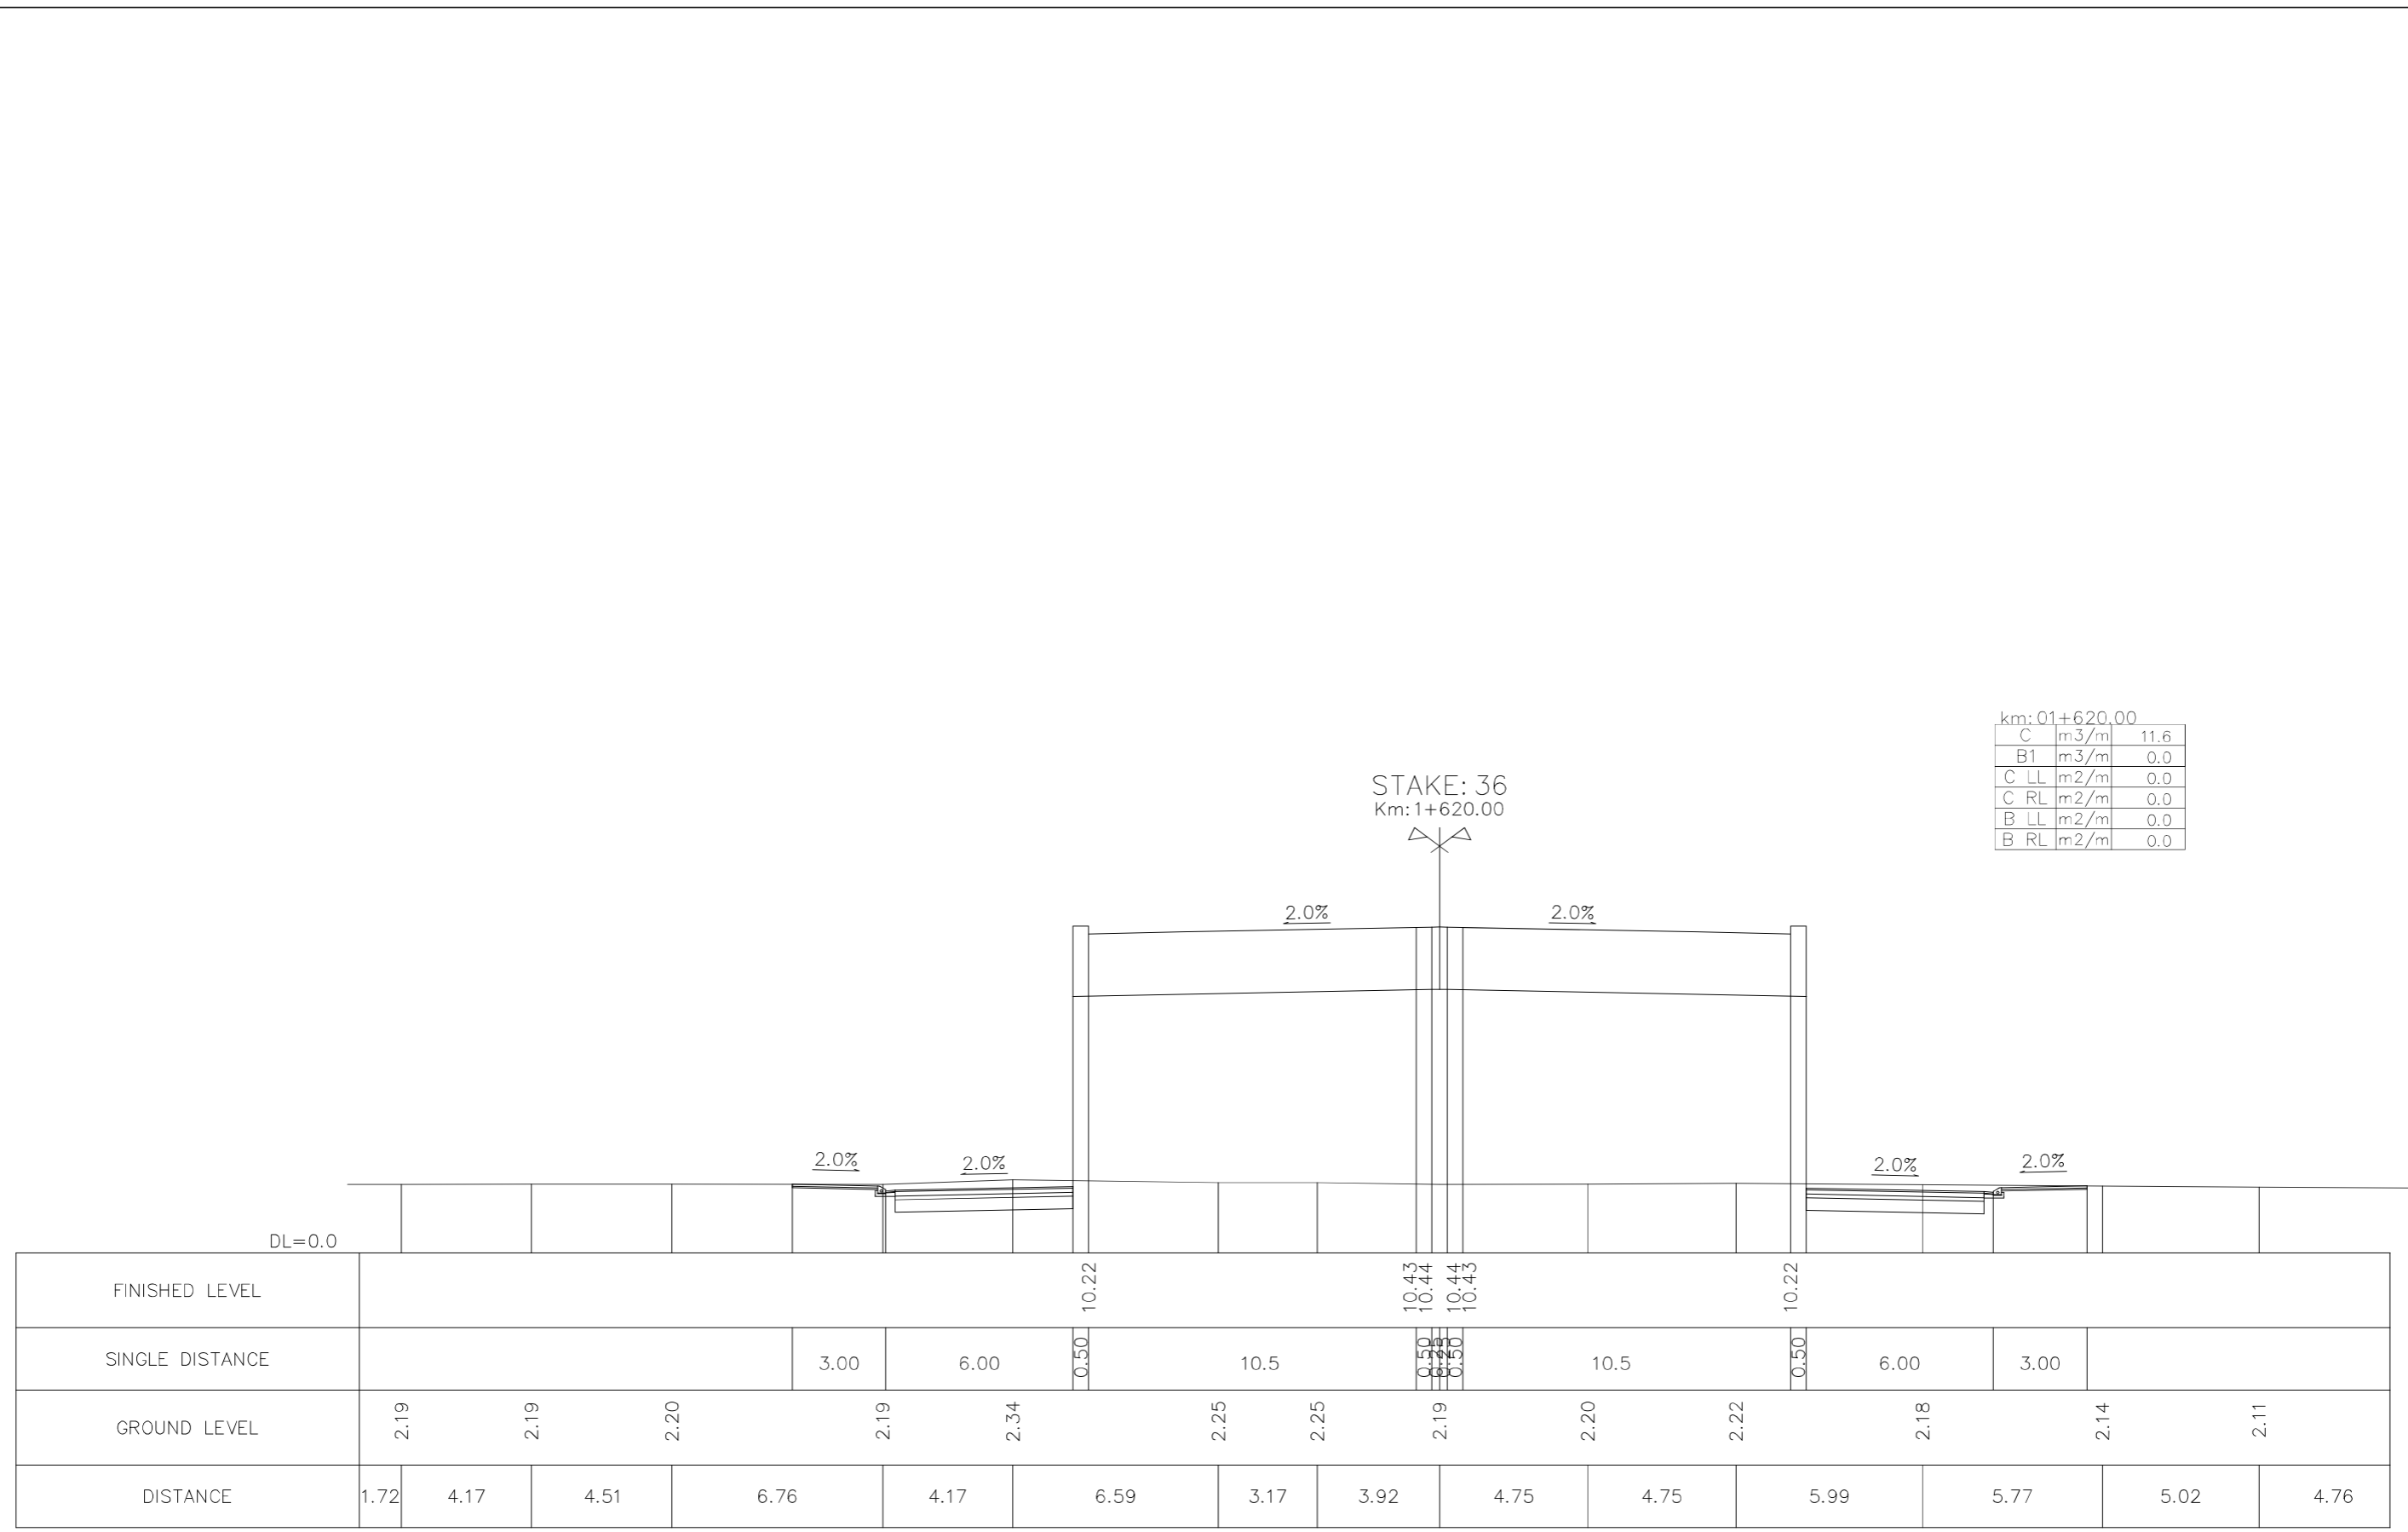 km: 01+620.00
C m3/m 11.6
B1 m3/m 0.0
C LL m2/m 0.0
C RL m2/m 0.0
B LL m2/m 0.0
B RL m2/m 0.0
STAKE: 36
Km: 1+620.00
2.0% 2.0%
2.0% 2.0% 2.0% 2.0%
DL=0.0
FINISHED LEVEL 10.22 10.43 10.44 10.44 10.43 10.22
SINGLE DISTANCE 3.00 6.00 0.50 10.5 0.50 0.25 0.25 0.50 10.5 0.50 6.00 3.00
GROUND LEVEL 2.19 2.19 2.20 2.19 2.34 2.25 2.25 2.19 2.20 2.22 2.18 2.14 2.11
DISTANCE 1.72 4.17 4.51 6.76 4.17 6.59 3.17 3.92 4.75 4.75 5.99 5.77 5.02 4.76